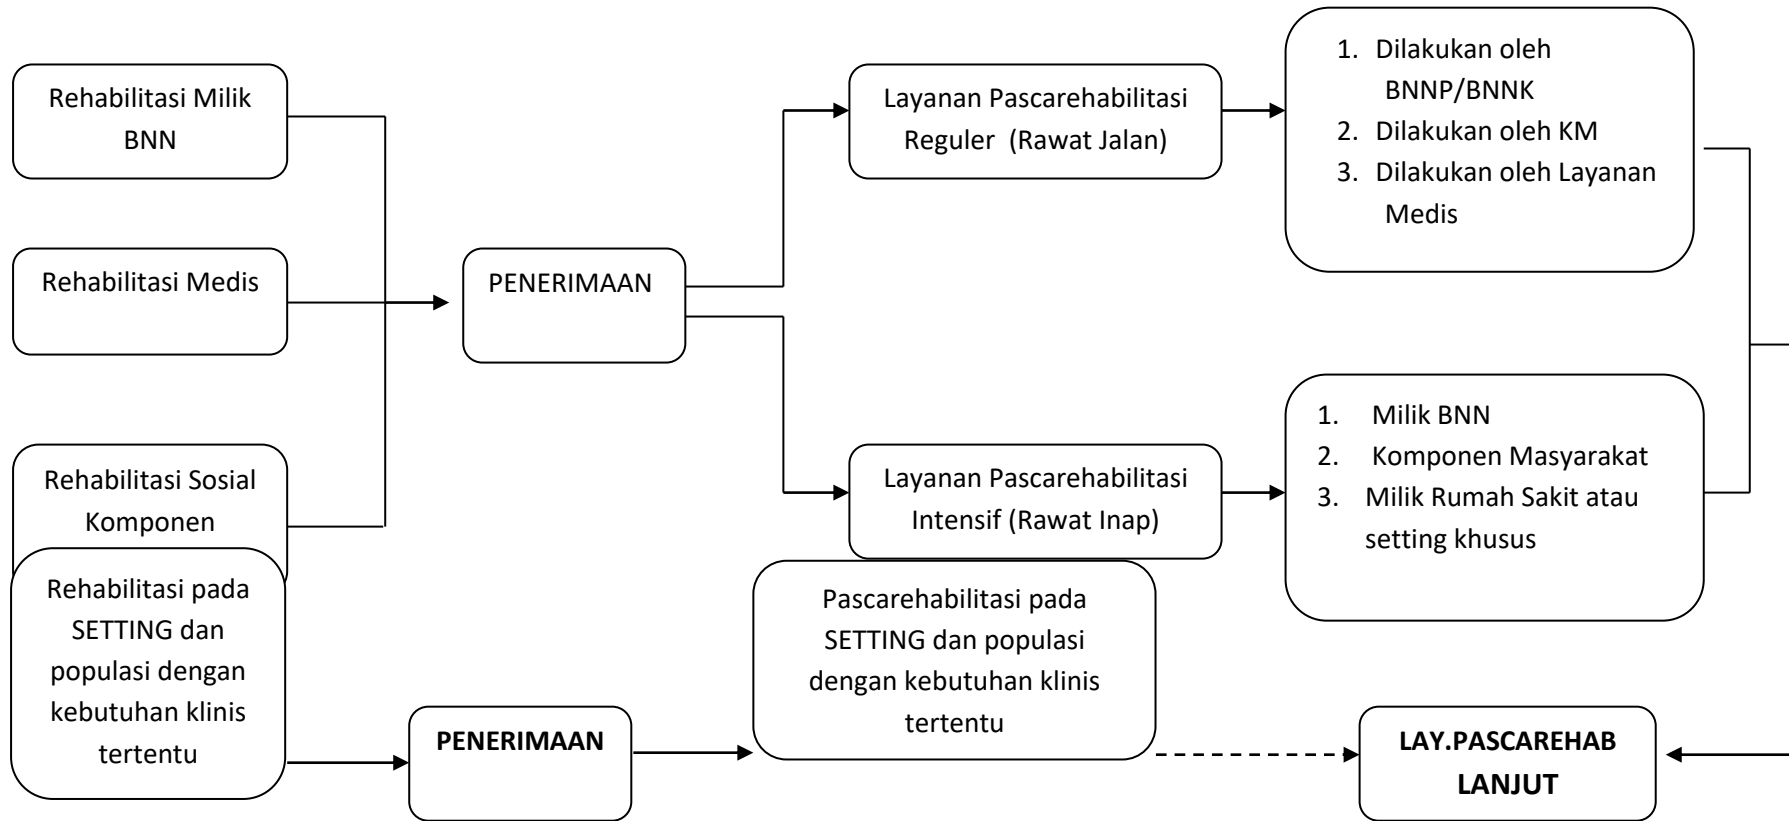 Rehabilitasi Milik
BNN
Rehabilitasi Medis
Rehabilitasi Sosial
Komponen
Rehabilitasi pada
SETTING dan
populasi dengan
kebutuhan klinis
tertentu
PENERIMAAN
PENERIMAAN
Layanan Pascarehabilitasi
Reguler (Rawat Jalan)
Layanan Pascarehabilitasi
Intensif (Rawat Inap)
Pascarehabilitasi pada
SETTING dan populasi
dengan kebutuhan klinis
tertentu
1. Dilakukan oleh
BNNP/BNNK
2. Dilakukan oleh KM
3. Dilakukan oleh Layanan
Medis
1. Milik BNN
2. Komponen Masyarakat
3. Milik Rumah Sakit atau
setting khusus
LAY.PASCAREHAB
LANJUT